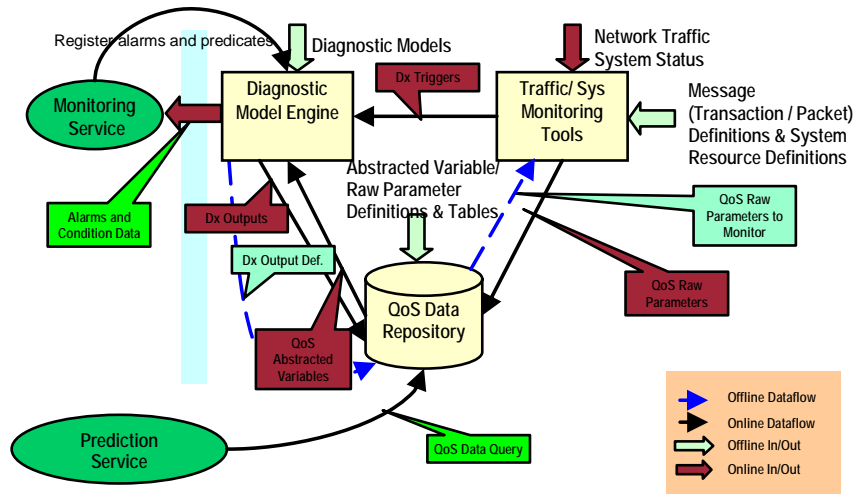 Register alarms and predicates
Diagnostic Models
Network Traffic
System Status
Monitoring
Service
Diagnostic
Model Engine
Dx Triggers
Traffic/ Sys
Monitoring
Tools
Message
(Transaction / Packet)
Definitions & System
Resource Definitions
Abstracted Variable/
Raw Parameter
Definitions & Tables
Alarms and
Condition Data
Dx Outputs
Dx Output Def.
QoS Raw
Parameters to
Monitor
QoS Raw
Parameters
QoS Data
Repository
QoS
Abstracted
Variables
Prediction
Service
QoS Data Query
Offline Dataflow
Online Dataflow
Offline In/Out
Online In/Out